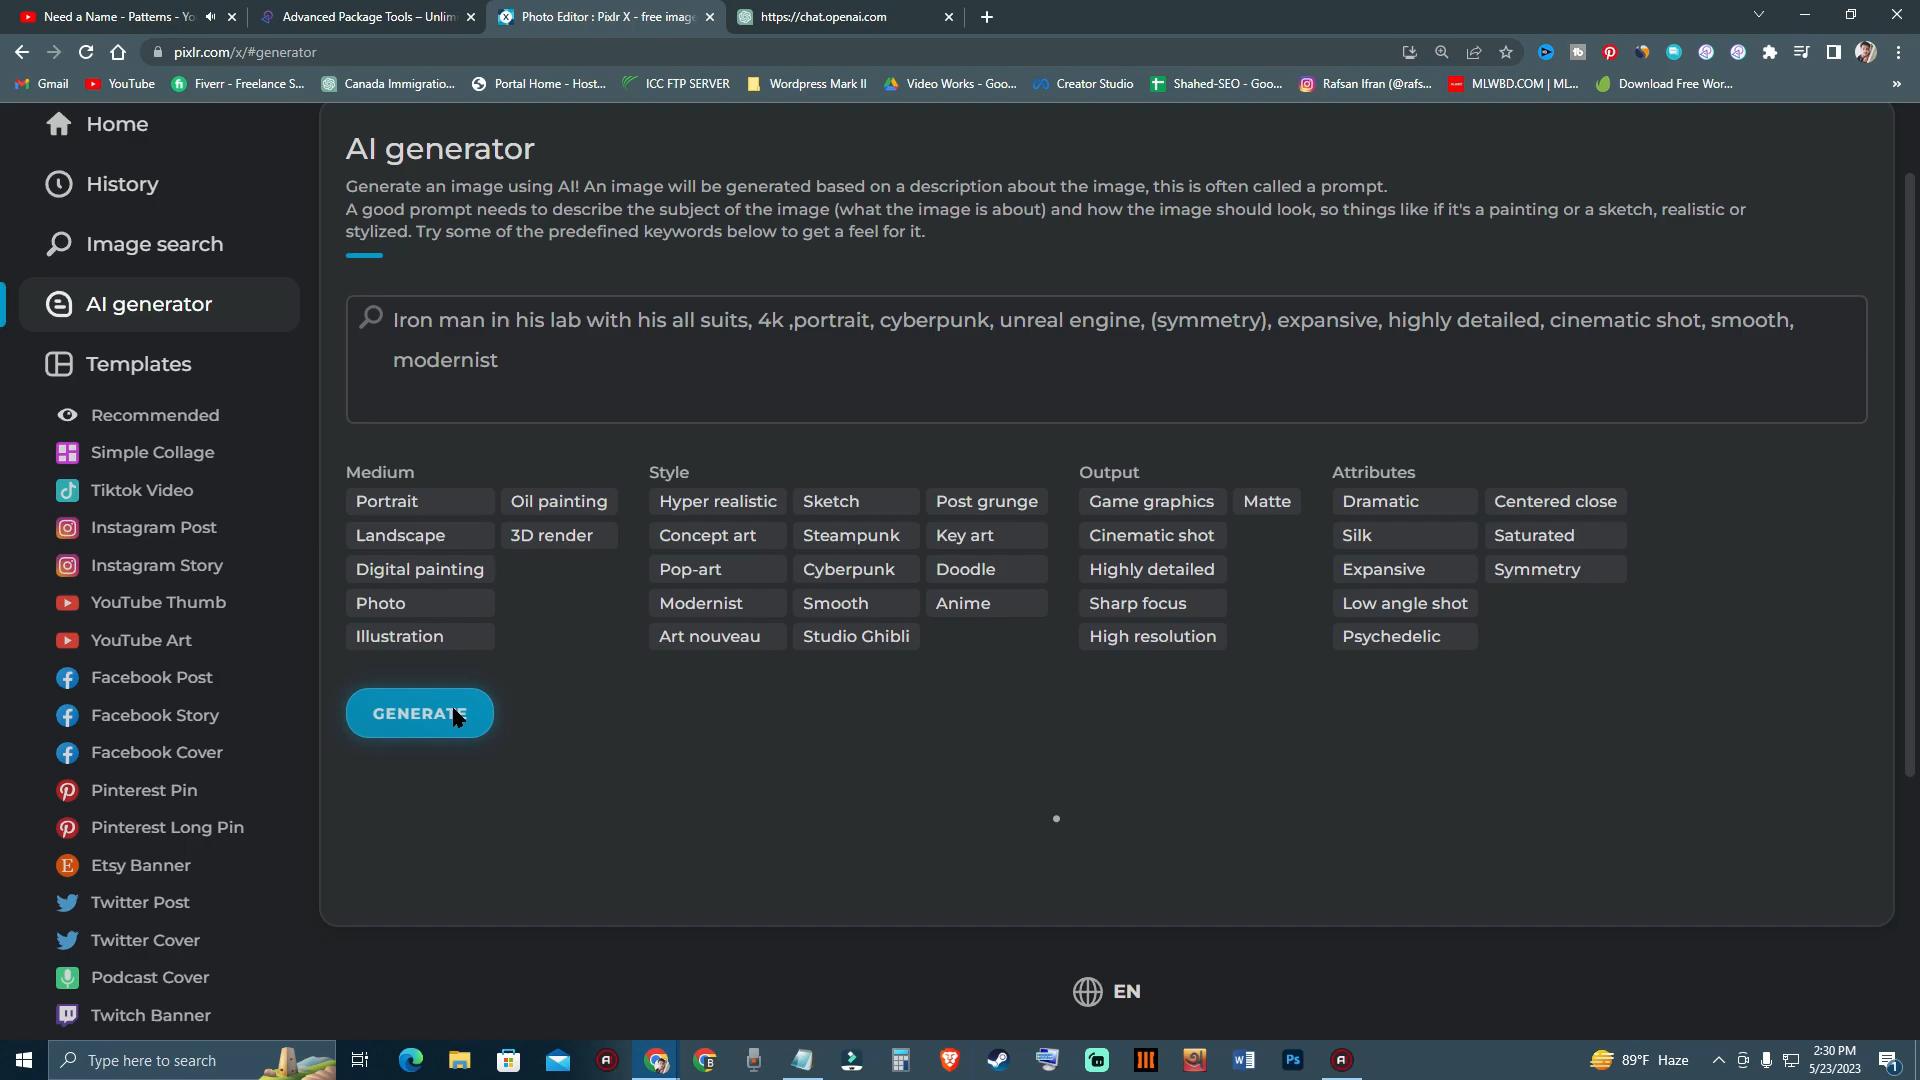 Need a Name - Patterns - Yo
Advanced Package Tools – Unlim
Photo Editor : Pixlr X - free imag
https://chat.openai.com
pixlr.com/x/#generator
Gmail
YouTube
Fiverr - Freelance S...
Canada Immigratio...
Portal Home - Host...
ICC FTP SERVER
Wordpress Mark II
Video Works - Goo...
Creator Studio
Shahed-SEO - Goo...
Rafsan Ifran (@rafs...
MLWBD.COM | ML...
Download Free Wor...
»
Home
History
Image search
AI generator
Templates
Recommended
Simple Collage
Tiktok Video
Instagram Post
Instagram Story
YouTube Thumb
YouTube Art
Facebook Post
Facebook Story
Facebook Cover
Pinterest Pin
Pinterest Long Pin
Etsy Banner
Twitter Post
Twitter Cover
Podcast Cover
Twitch Banner
AI generator
Generate an image using AI! An image will be generated based on a description about the image, this is often called a prompt.
A good prompt needs to describe the subject of the image (what the image is about) and how the image should look, so things like if it's a painting or a sketch, realistic or
stylized. Try some of the predefined keywords below to get a feel for it.
Iron man in his lab with his all suits, 4k ,portrait, cyberpunk, unreal engine, (symmetry), expansive, highly detailed, cinematic shot, smooth,
modernist
Medium
Portrait
Oil painting
Landscape
3D render
Digital painting
Photo
Illustration
Style
Hyper realistic
Sketch
Post grunge
Concept art
Steampunk
Key art
Pop-art
Cyberpunk
Doodle
Modernist
Smooth
Anime
Art nouveau
Studio Ghibli
Output
Game graphics
Matte
Cinematic shot
Highly detailed
Sharp focus
High resolution
Attributes
Dramatic
Centered close
Silk
Saturated
Expansive
Symmetry
Low angle shot
Psychedelic
GENERATE
EN
Type here to search
89°F Haze
2:30 PM
5/23/2023